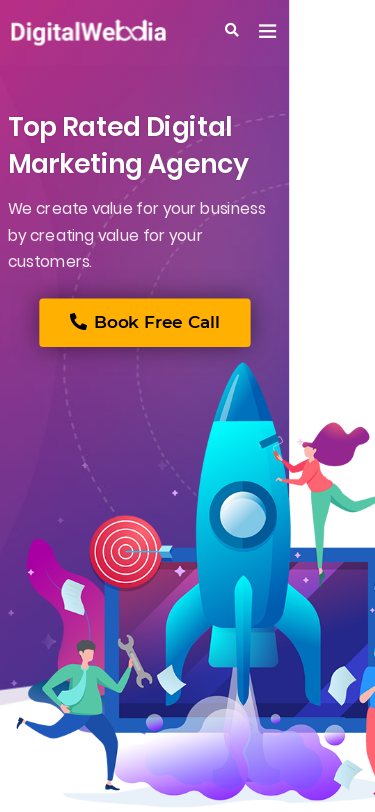 DigitalWebdia
Top Rated Digital
Marketing Agency
We create value for your business
by creating value for your
customers.
Book Free Call